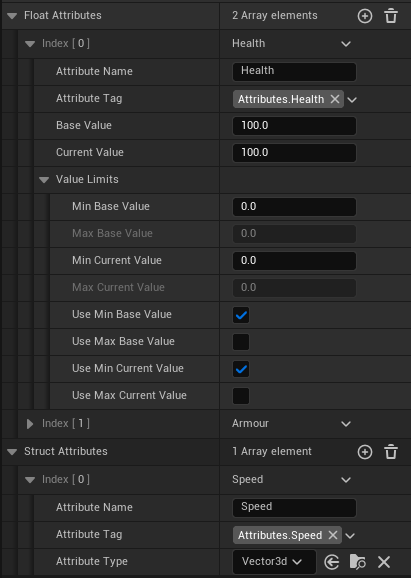 Float Attributes 2 Array elements
Index [ 0 ] Health
Attribute Name Health
Attribute Tag Attributes.Health
Base Value 100.0
Current Value 100.0
Value Limits
Min Base Value 0.0
Max Base Value 0.0
Min Current Value 0.0
Max Current Value 0.0
Use Min Base Value
Use Max Base Value
Use Min Current Value
Use Max Current Value
Index [ 1 ] Armour
Struct Attributes 1 Array element
Index [ 0 ] Speed
Attribute Name Speed
Attribute Tag Attributes.Speed
Attribute Type Vector3d